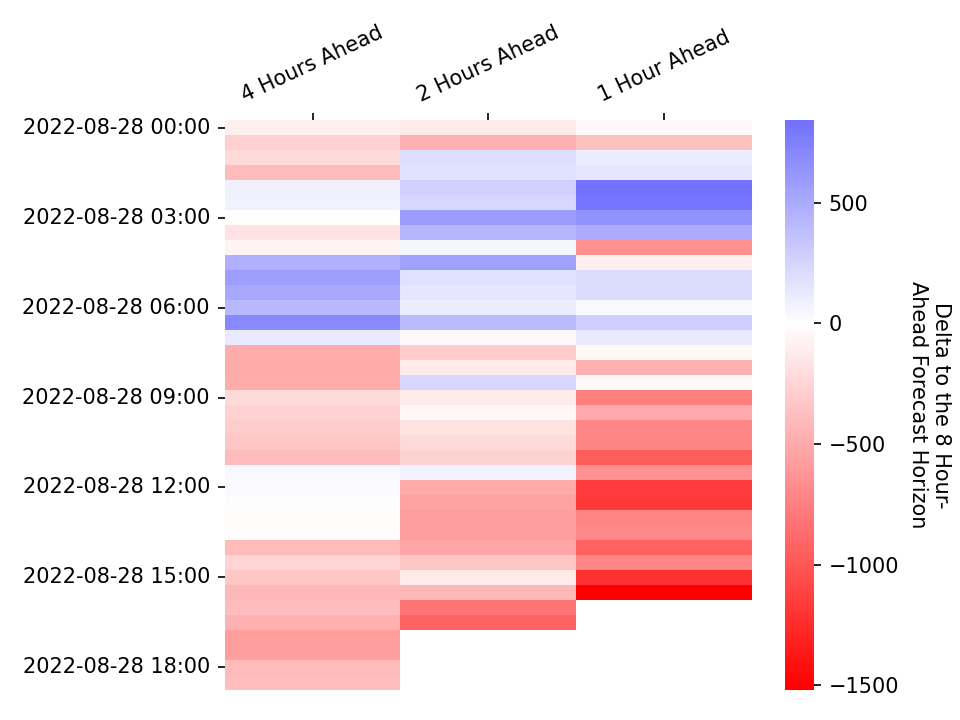 4 Hours Ahead
2 Hours Ahead
1 Hour Ahead
2022-08-28 00:00
2022-08-28 03:00
2022-08-28 06:00
2022-08-28 09:00
2022-08-28 12:00
2022-08-28 15:00
2022-08-28 18:00
500
0
−500
−1000
−1500
Delta to the 8 Hour-
Ahead Forecast Horizon